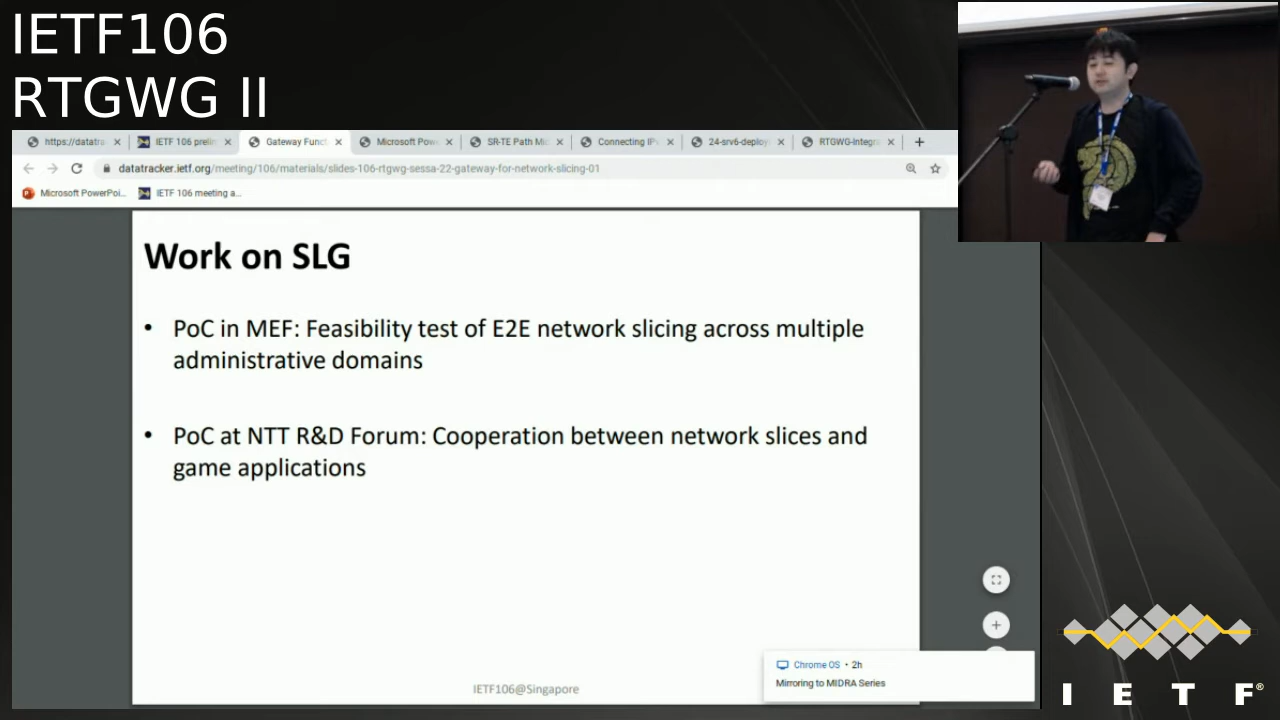 IETF106
RTGWG II
https://datatra
IETF 106 prelin
Gateway Funct
Microsoft Powe
SR-TE Path Mi
Connecting IPv
24-srv6-deploy
RTGWG-Integr
datatracker.ietf.org/meeting/106/materials/slides-106-rtgwg-sessa-22-gateway-for-network-slicing-01
Microsoft PowerPoi...
IETF 106 meeting a...
Work on SLG
• PoC in MEF: Feasibility test of E2E network slicing across multiple
administrative domains
• PoC at NTT R&D Forum: Cooperation between network slices and
game applications
IETF106@Singapore
Chrome OS • 2h
Mirroring to MIDRA Series
I E T F®